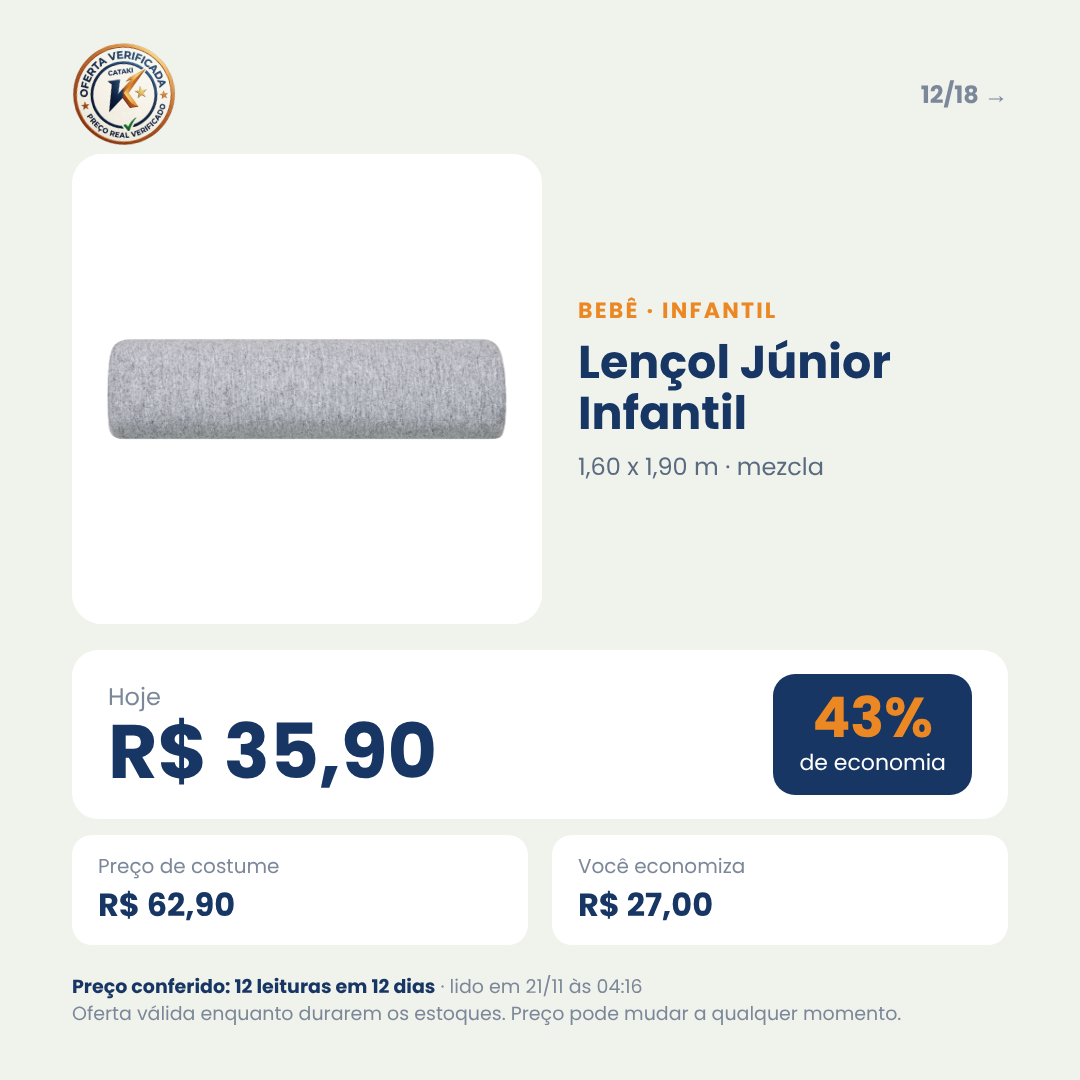 OFERTA VERIFICADA
CATAKI
K
PREÇO REAL VERIFICADO
12/18 →
BEBÊ · INFANTIL
Lençol Júnior
Infantil
1,60 x 1,90 m · mezcla
Hoje
R$ 35,90
43%
de economia
Preço de costume
R$ 62,90
Você economiza
R$ 27,00
Preço conferido: 12 leituras em 12 dias · lido em 21/11 às 04:16
Oferta válida enquanto durarem os estoques. Preço pode mudar a qualquer momento.